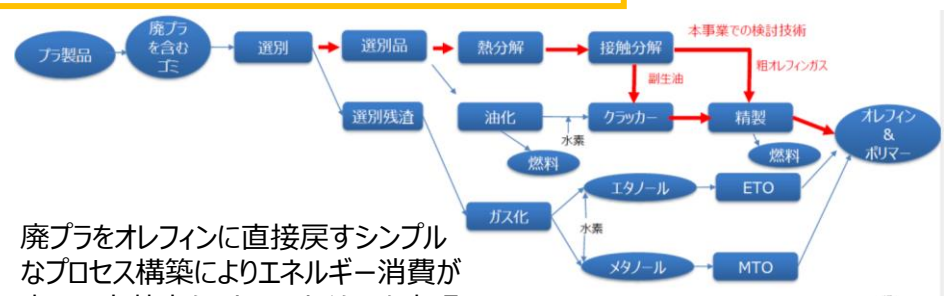 プラ製品
廃プラ
を含む
ゴミ
選別
選別品
熱分解
接触分解
本事業での検討技術
粗オレフィンガス
副生油
選別残渣
油化
水素
クラッカー
精製
オレフィン
&
ポリマー
燃料
燃料
ガス化
水素
エタノール
ETO
メタノール
MTO
廃プラをオレフィンに直接戻すシンプル
なプロセス構築によりエネルギー消費が